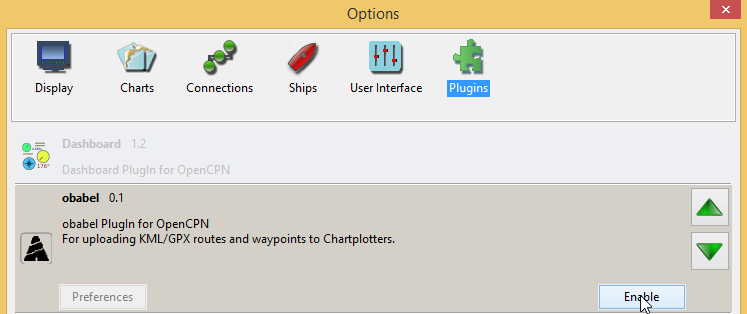 Options
Display
Charts
Connections
Ships
User Interface
Plugins
Dashboard 1.2
176°
Dashboard PlugIn for OpenCPN
obabel 0.1
obabel PlugIn for OpenCPN
For uploading KML/GPX routes and waypoints to Chartplotters.
Preferences
Enable